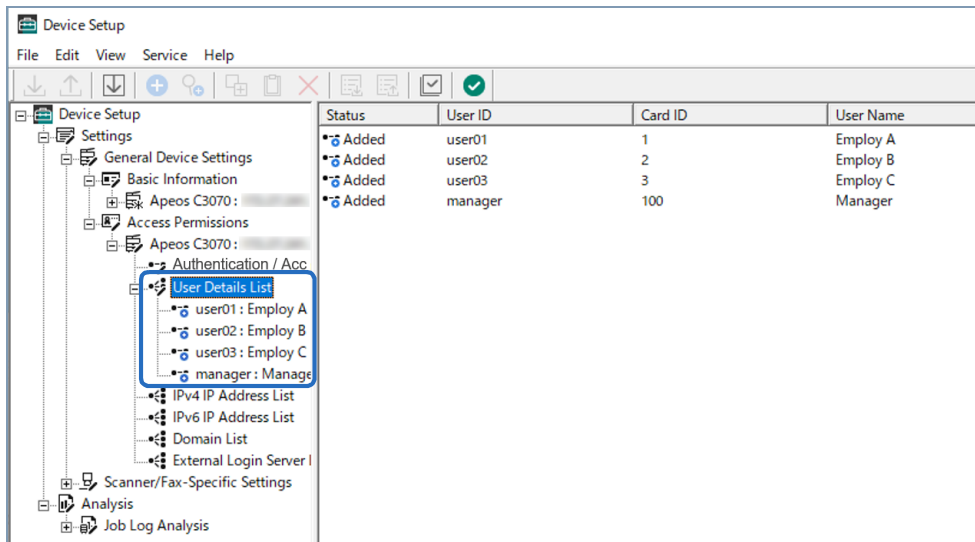 Device Setup
File Edit View Service Help
Device Setup
Settings
General Device Settings
Basic Information
Apeos C3070 :
Access Permissions
Apeos C3070 :
Authentication / Acc
User Details List
user01 : Employ A
user02 : Employ B
user03 : Employ C
manager : Manage
IPv4 IP Address List
IPv6 IP Address List
Domain List
External Login Server
Scanner/Fax-Specific Settings
Analysis
Job Log Analysis
Status User ID Card ID User Name
Added user01 1 Employ A
Added user02 2 Employ B
Added user03 3 Employ C
Added manager 100 Manager